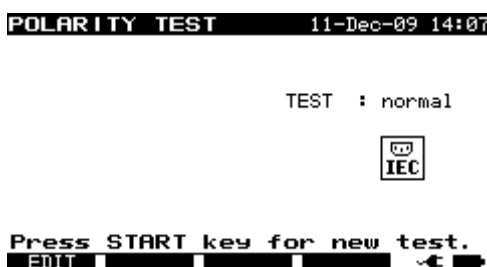 POLARITY TEST 11-Dec-09 14:07
TEST : normal
IEC
Press START key for new test.
EDIT